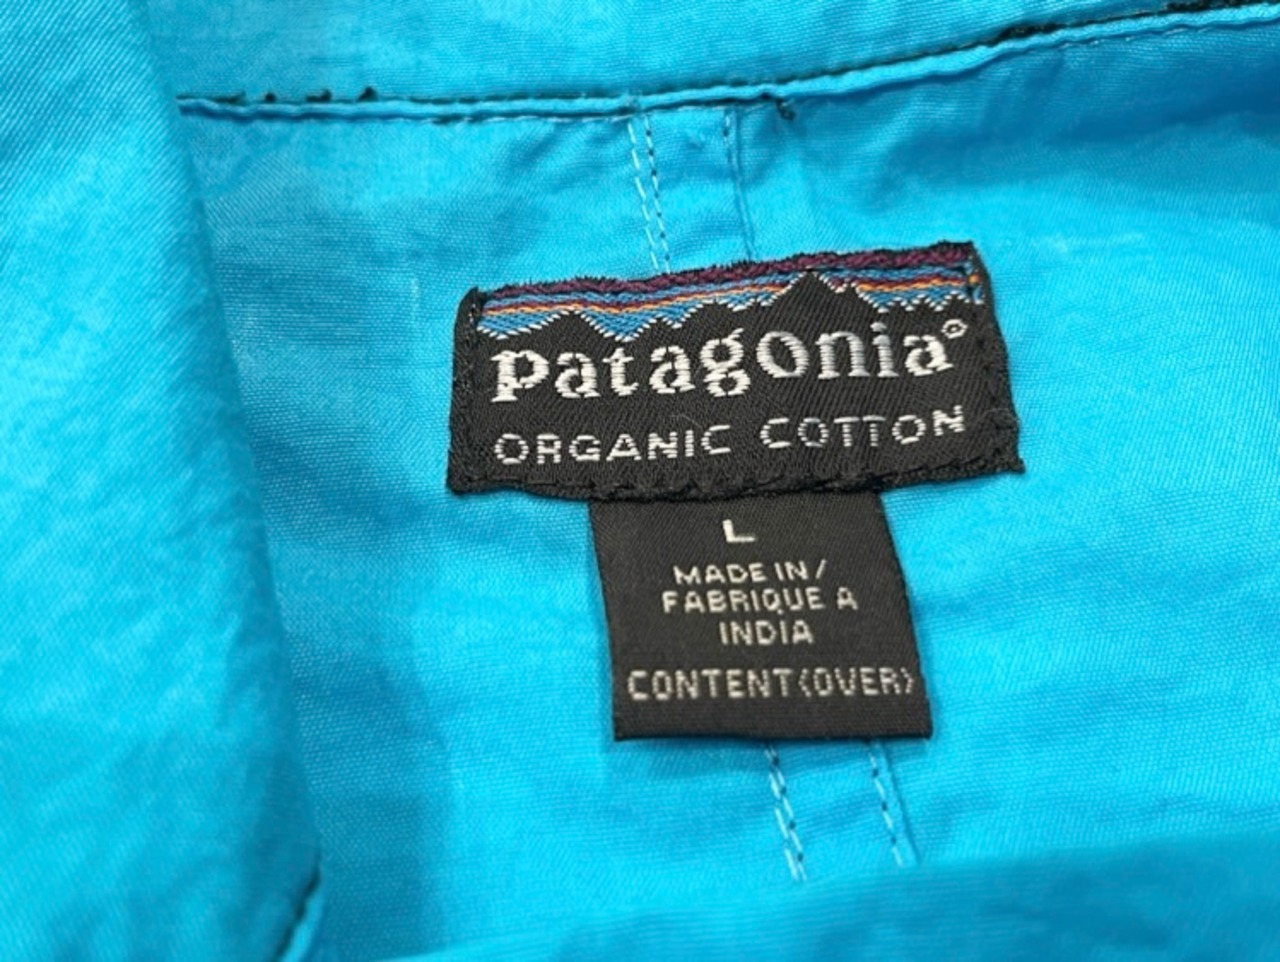 patagonia®
ORGANIC COTTON
L
MADE IN/
FABRIQUE A
INDIA
CONTENT(OVER)